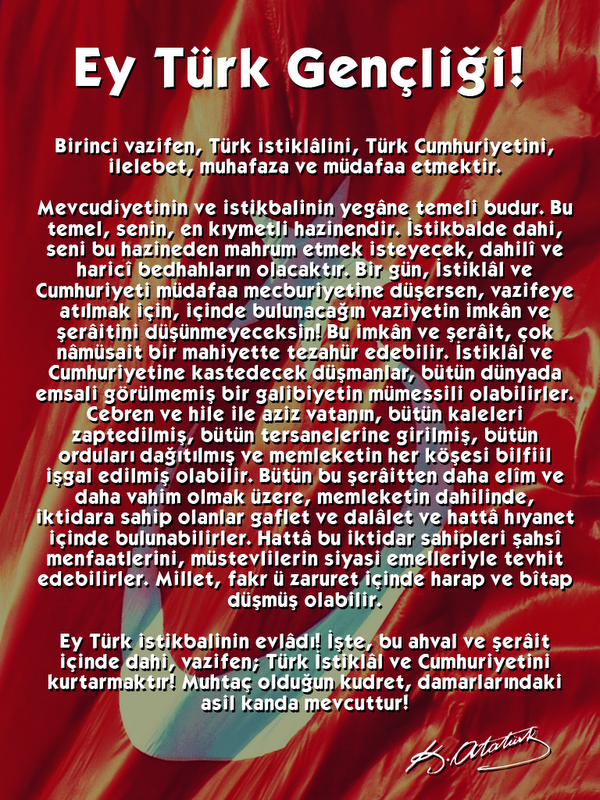 Ey Türk Gençliği!
Birinci vazifen, Türk istiklâlini, Türk Cumhuriyetini,
ilelebet, muhafaza ve müdafaa etmektir.
Mevcudiyetinin ve istikbalinin yegâne temeli budur. Bu
temel, senin, en kıymetli hazinendir. İstikbalde dahi,
seni bu hazineden mahrum etmek isteyecek, dahilî ve
haricî bedhahların olacaktır. Bir gün, İstiklâl ve
Cumhuriyeti müdafaa mecburiyetine düşersen, vazifeye
atılmak için, içinde bulunacağın vaziyetin imkân ve
şerâitini düşünmeyeceksin! Bu imkân ve şerâit, çok
nâmüsait bir mahiyette tezahür edebilir. İstiklâl ve
Cumhuriyetine kastedecek düşmanlar, bütün dünyada
emsali görülmemiş bir galibiyetin mümessili olabilirler.
Cebren ve hile ile aziz vatanın, bütün kaleleri
zaptedilmiş, bütün tersanelerine girilmiş, bütün
orduları dağıtılmış ve memleketin her köşesi bilfiil
işgal edilmiş olabilir. Bütün bu şerâitten daha elîm ve
daha vahim olmak üzere, memleketin dahilinde,
iktidara sahip olanlar gaflet ve dalâlet ve hattâ hıyanet
içinde bulunabilirler. Hattâ bu iktidar sahipleri şahsî
menfaatlerini, müstevlîlerin siyasi emelleriyle tevhit
edebilirler. Millet, fakr ü zaruret içinde harap ve bîtap
düşmüş olabilir.
Ey Türk istikbalinin evlâdı! İşte, bu ahval ve şerâit
içinde dahi, vazifen; Türk İstiklâl ve Cumhuriyetini
kurtarmaktır! Muhtaç olduğun kudret, damarlarındaki
asil kanda mevcuttur!
K. Atatürk